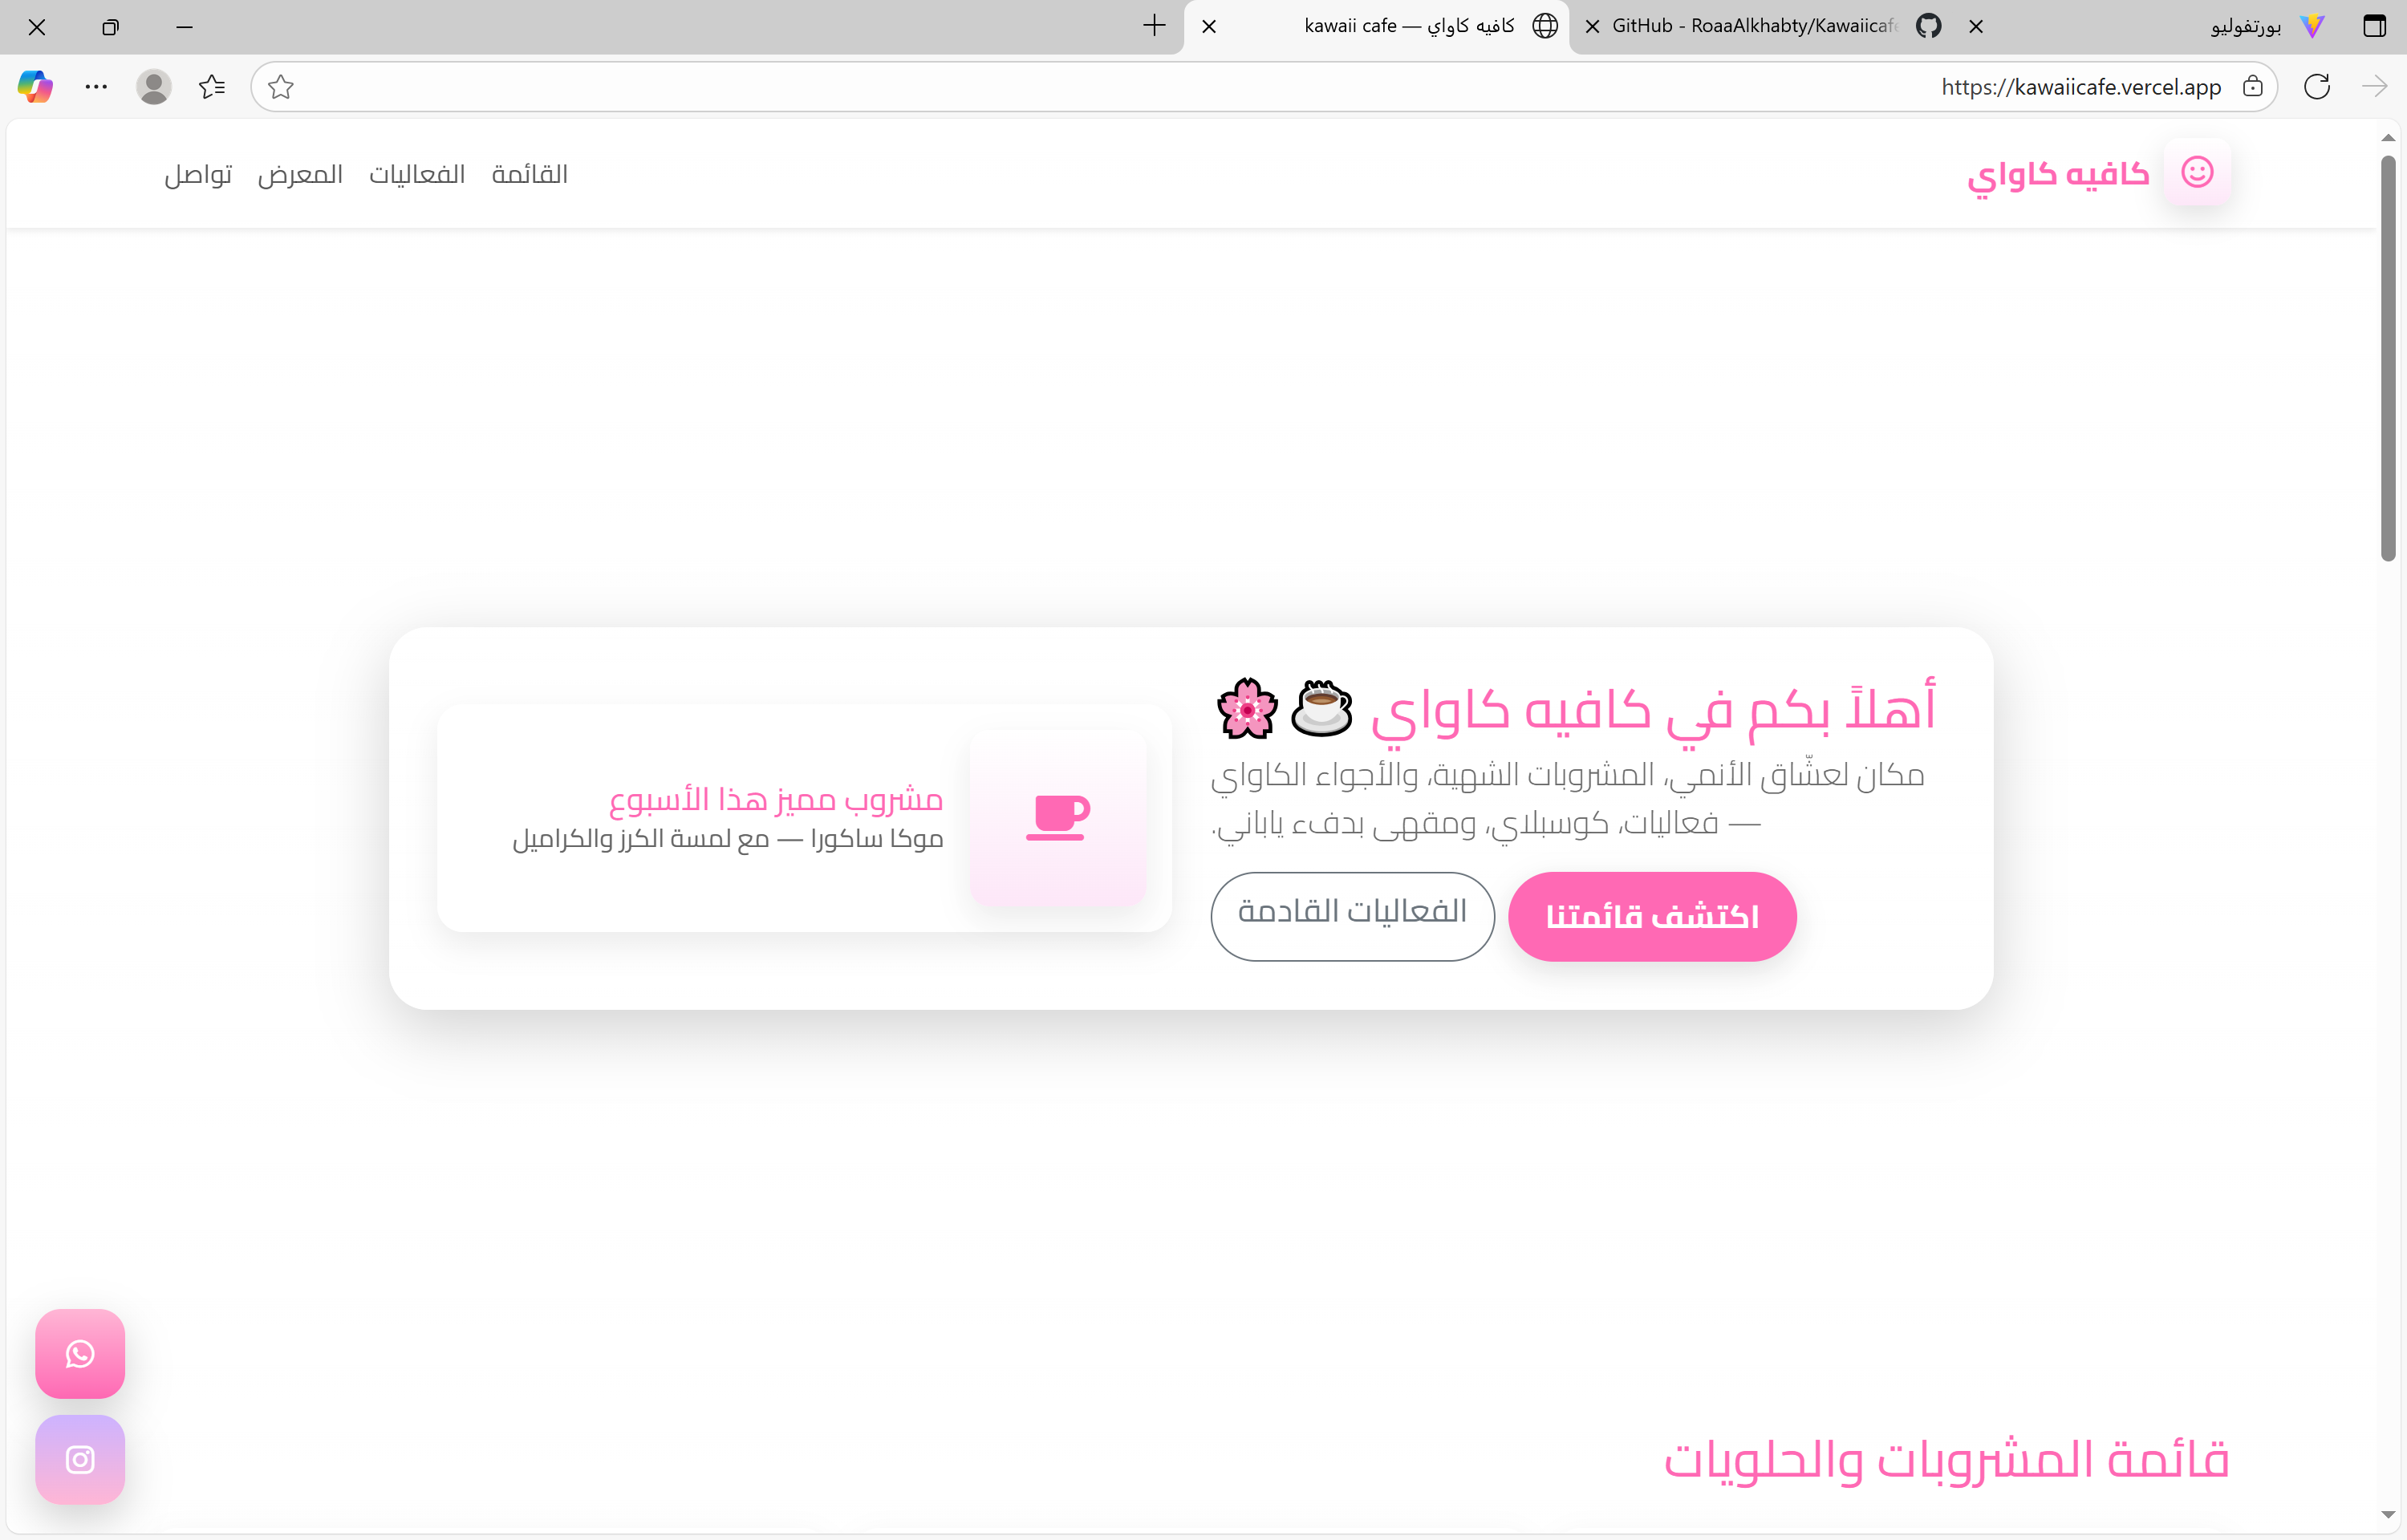 بورتفوليو
GitHub - RoaaAlkhabty/Kawaiicafe
kawaii cafe — كافيه كاواي
https://kawaiicafe.vercel.app
كافيه كاواي
القائمة الفعاليات المعرض تواصل
أهلاً بكم في كافيه كاواي ☕🌸
مكان لعشّاق الأنمي، المشروبات الشهية، والأجواء الكاواي
— فعاليات، كوسبلاي، ومقهى بدفء ياباني.
اكتشف قائمتنا
الفعاليات القادمة
مشروب مميز هذا الأسبوع
موكا ساكورا — مع لمسة الكرز والكراميل
قائمة المشروبات والحلويات